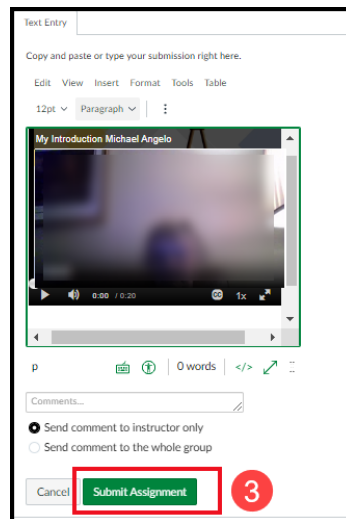 Text Entry
Copy and paste or type your submission right here.
Edit View Insert Format Tools Table
12pt Paragraph
My Introduction Michael Angelo
0:00 / 0:20 CC 1x
p 0 words </>
Comments...
Send comment to instructor only
Send comment to the whole group
Cancel Submit Assignment 3